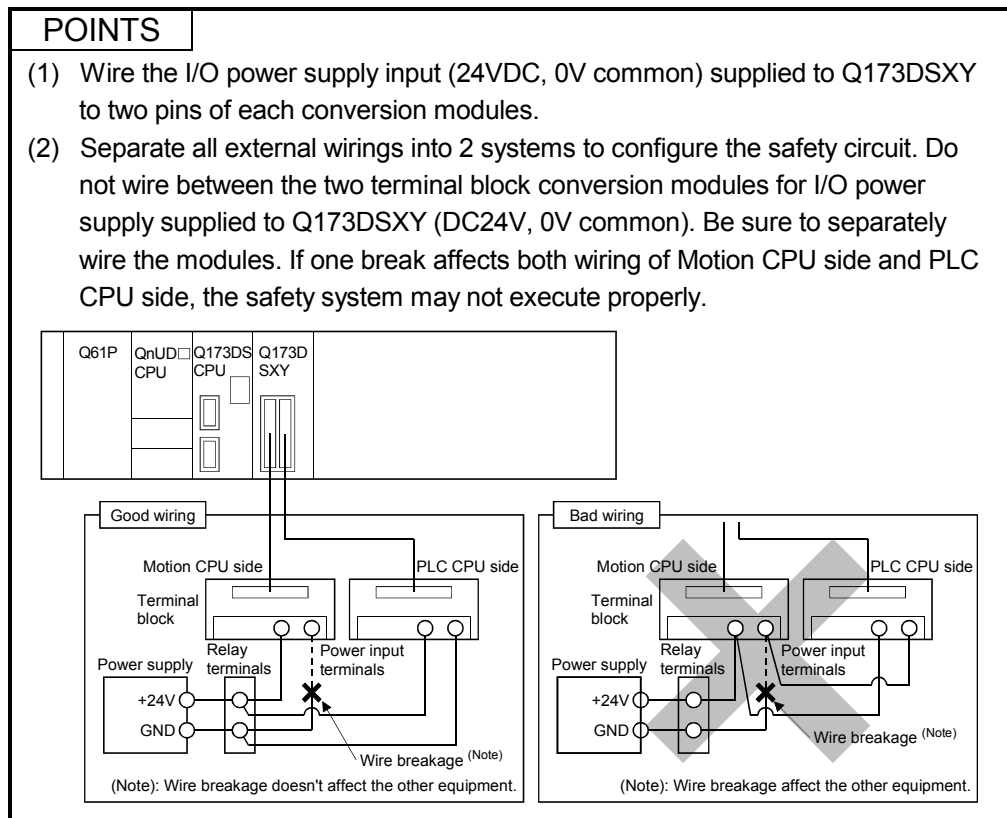 POINTS
(1) Wire the I/O power supply input (24VDC, 0V common) supplied to Q173DSXY
to two pins of each conversion modules.
(2) Separate all external wirings into 2 systems to configure the safety circuit. Do
not wire between the two terminal block conversion modules for I/O power
supply supplied to Q173DSXY (DC24V, 0V common). Be sure to separately
wire the modules. If one break affects both wiring of Motion CPU side and PLC
CPU side, the safety system may not execute properly.
Q61P
QnUD□
CPU
Q173DS
CPU
Q173D
SXY
Good wiring
Motion CPU side
PLC CPU side
Terminal
block
Relay
terminals
Power input
terminals
Power supply
+24V
GND
Wire breakage (Note)
(Note): Wire breakage doesn't affect the other equipment.
Bad wiring
Motion CPU side
PLC CPU side
Terminal
block
Relay
terminals
Power input
terminals
Power supply
+24V
GND
Wire breakage (Note)
(Note): Wire breakage affect the other equipment.